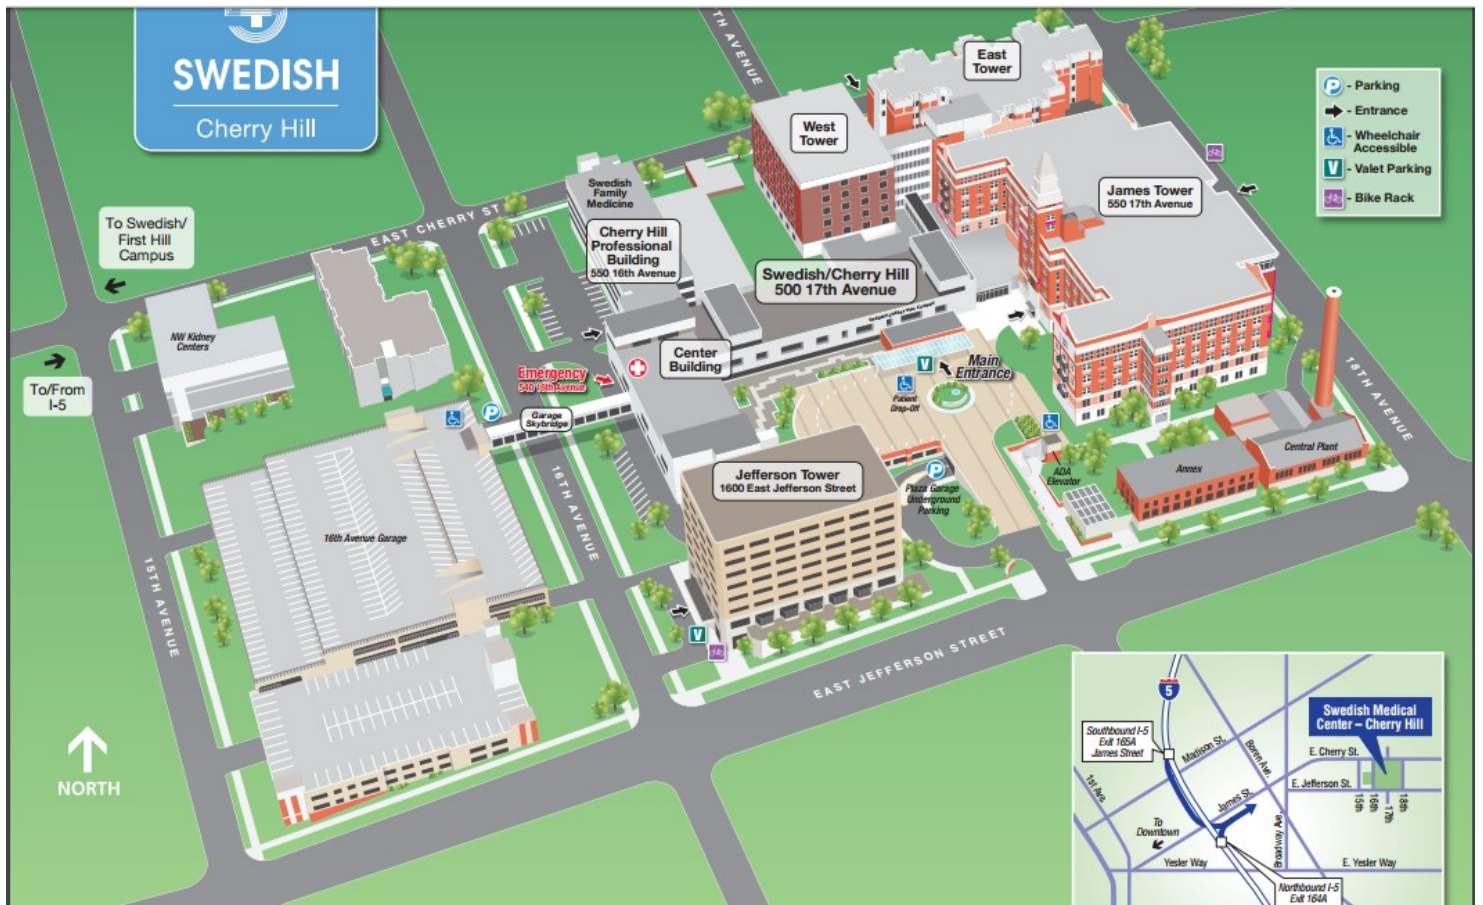 SWEDISH
Cherry Hill
TH AVENUE
East
Tower
West
Tower
P - Parking
- Entrance
- Wheelchair
Accessible
V - Valet Parking
- Bike Rack
Swedish
Family
Medicine
James Tower
550 17th Avenue
To Swedish/
First Hill
Campus
EAST CHERRY ST
Cherry Hill
Professional
Building
550 16th Avenue
Swedish/Cherry Hill
500 17th Avenue
NW Kidney
Centers
To/From
I-5
Center
Building
Emergency
540 16th Avenue
V
Main
Entrance
Patient
Drop-Off
18TH AVENUE
P
Garage
Skybridge
Central Plant
Annex
ADA
Elevator
Jefferson Tower
1600 East Jefferson Street
P
Plaza Garage
Underground
Parking
16TH AVENUE
16th Avenue Garage
15TH AVENUE
V
EAST JEFFERSON STREET
NORTH
5
Swedish Medical
Center – Cherry Hill
Southbound I-5
Exit 165A
James Street
Madison St.
Boren Ave.
E. Cherry St.
E. Jefferson St.
15th
16th
17th
18th
1st Ave.
James St.
To
Downtown
Broadway Ave.
Yesler Way
E. Yesler Way
Northbound I-5
Exit 164A